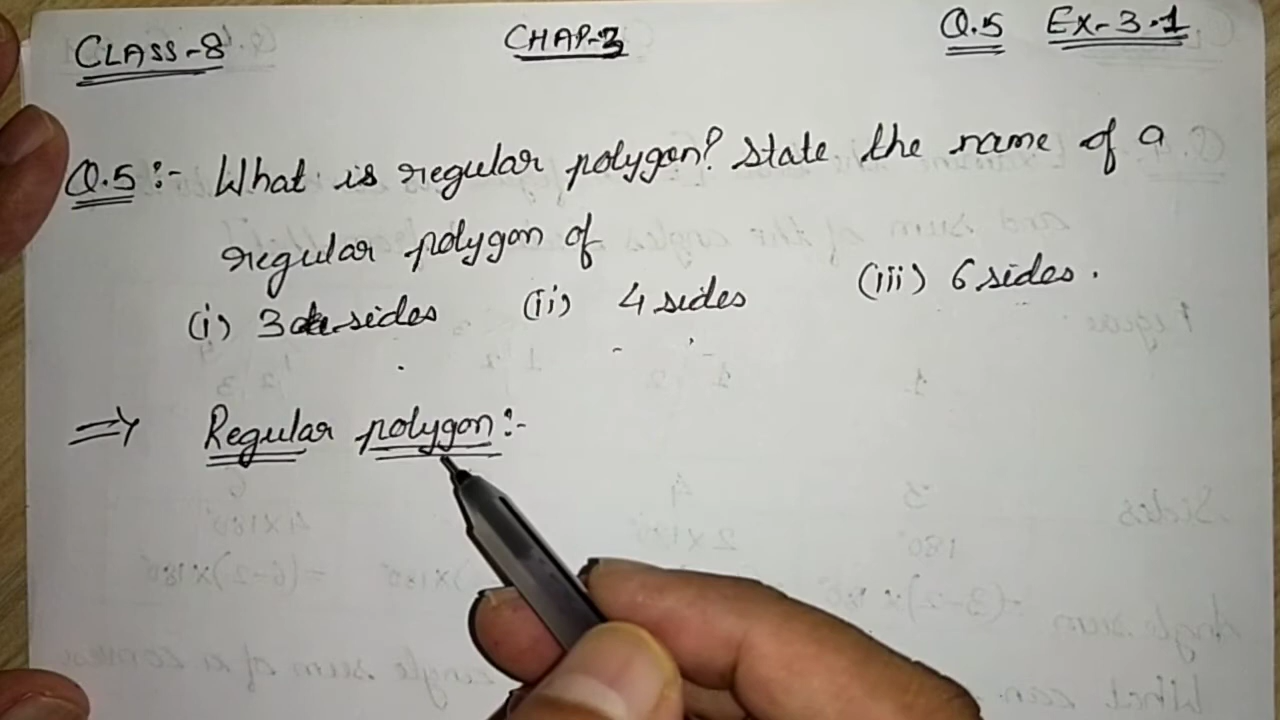 CLASS-8 CHAP-3 Q.5 EX-3.1
Q.5:- What is regular polygon? State the name of a
regular polygon of
(i) 3 sides (ii) 4 sides (iii) 6 sides.
⇒ Regular polygon:-